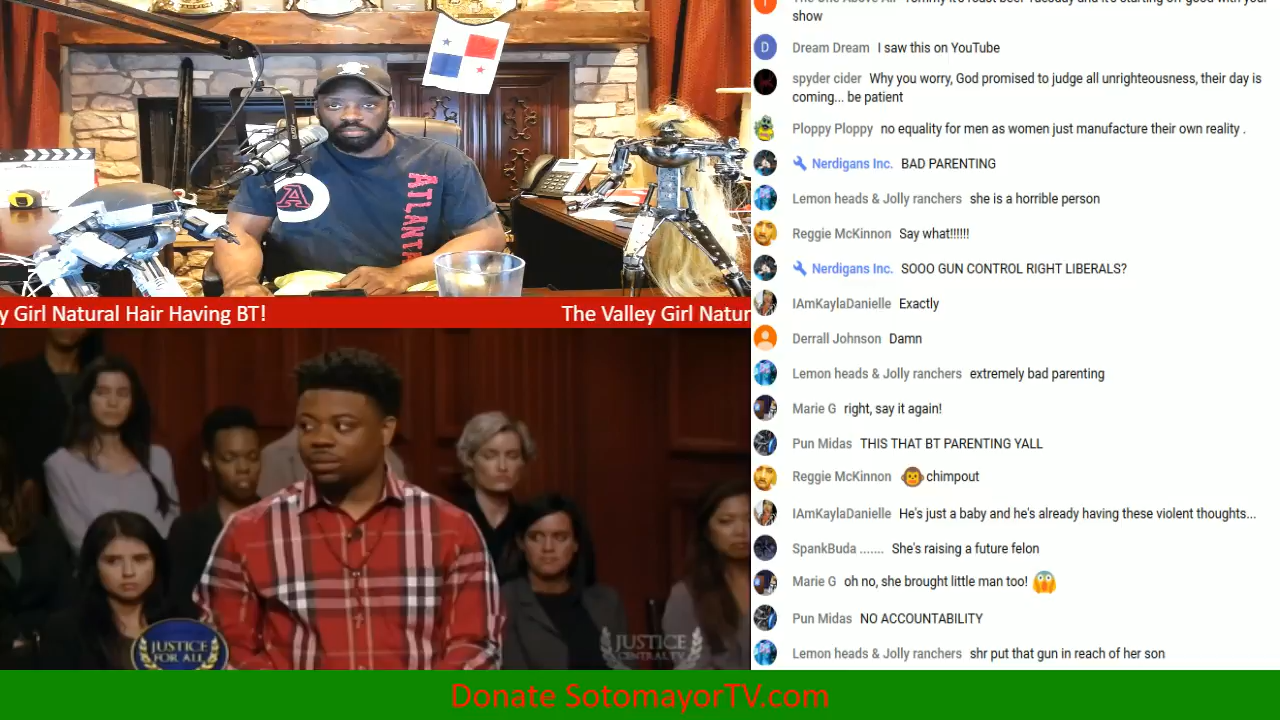 A
ATLANTA
y Girl Natural Hair Having BT!
The Valley Girl Natur
JUSTICE
FOR ALL
JUSTICE
CENTRAL.TV
show
Dream Dream I saw this on YouTube
spyder cider Why you worry, God promised to judge all unrighteousness, their day is
coming... be patient
Ploppy Ploppy no equality for men as women just manufacture their own reality .
Nerdigans Inc. BAD PARENTING
Lemon heads & Jolly ranchers she is a horrible person
Reggie McKinnon Say what!!!!!!
Nerdigans Inc. SOOO GUN CONTROL RIGHT LIBERALS?
IAmKaylaDanielle Exactly
Derrall Johnson Damn
Lemon heads & Jolly ranchers extremely bad parenting
Marie G right, say it again!
Pun Midas THIS THAT BT PARENTING YALL
Reggie McKinnon 🐵chimpout
IAmKaylaDanielle He's just a baby and he's already having these violent thoughts...
SpankBuda ....... She's raising a future felon
Marie G oh no, she brought little man too! 😱
Pun Midas NO ACCOUNTABILITY
Lemon heads & Jolly ranchers shr put that gun in reach of her son
Donate SotomayorTV.com